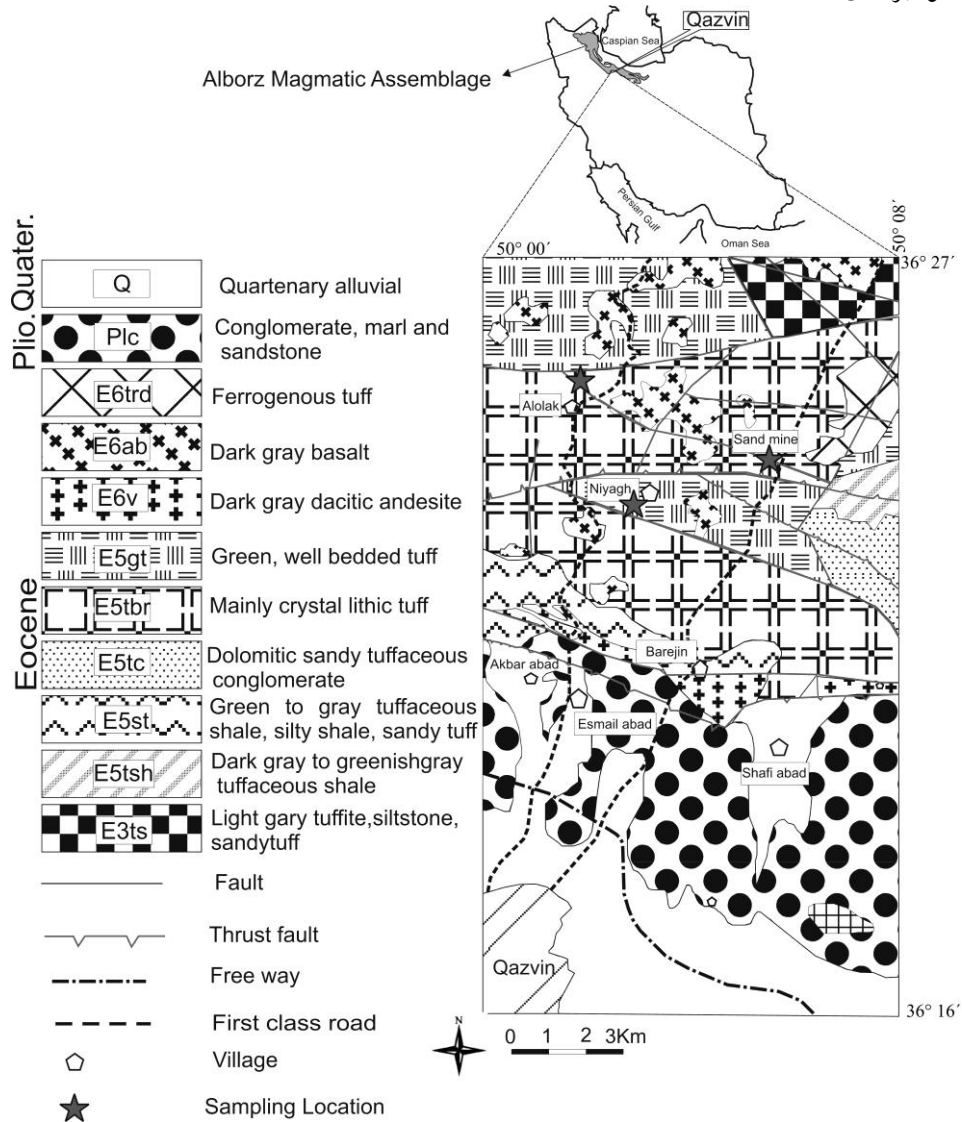 Qazvin
Caspian Sea
Alborz Magmatic Assemblage
Persian Gulf
Oman Sea
50° 00´
50° 08´
36° 27´
Plio.Quater.
Q
Quartenary alluvial
Plc
Conglomerate, marl and
sandstone
Eocene
E6trd
Ferrogenous tuff
E6ab
Dark gray basalt
E6v
Dark gray dacitic andesite
E5gt
Green, well bedded tuff
E5tbr
Mainly crystal lithic tuff
E5tc
Dolomitic sandy tuffaceous
conglomerate
E5st
Green to gray tuffaceous
shale, silty shale, sandy tuff
E5tsh
Dark gray to greenishgray
tuffaceous shale
E3ts
Light gary tuffite,siltstone,
sandytuff
Fault
Thrust fault
Free way
First class road
Village
Sampling Location
Alolak
Sand mine
Niyagh
Barejin
Akbar abad
Esmail abad
Shafi abad
Qazvin
36° 16´
N
0 1 2 3Km